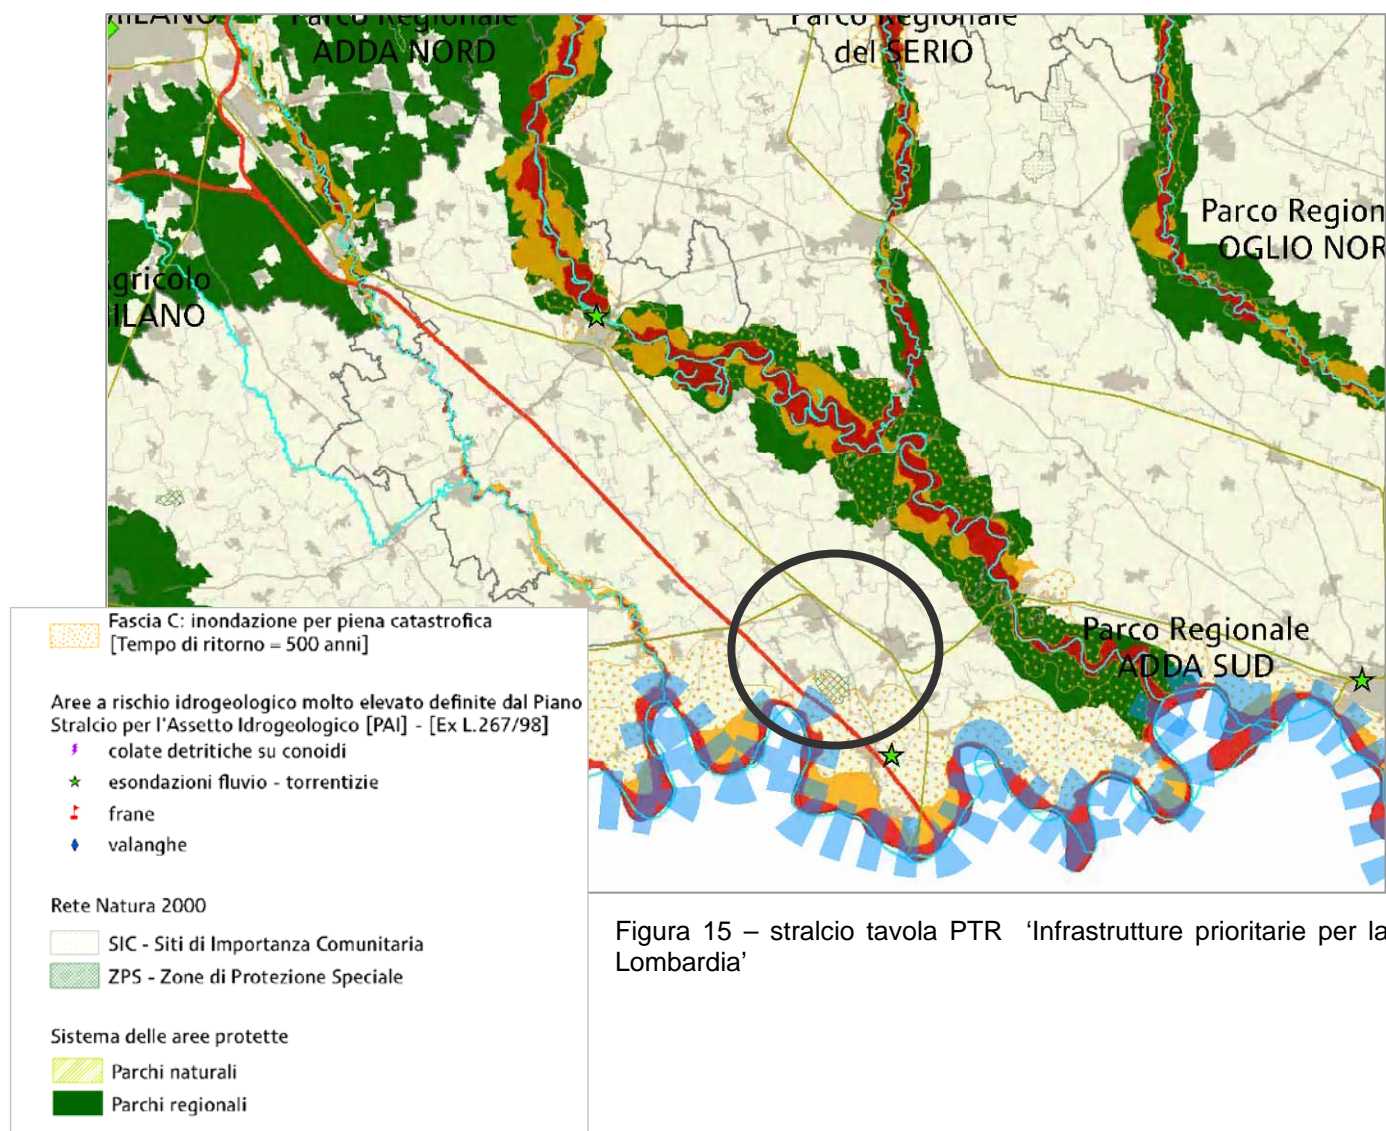 MILANO
Parco Regionale
ADDA NORD
Parco Regionale
del SERIO
Parco Region
OGLIO NOR
gricolo
ILANO
Parco Regionale
ADDA SUD
Fascia C: inondazione per piena catastrofica
[Tempo di ritorno = 500 anni]
Aree a rischio idrogeologico molto elevato definite dal Piano
Stralcio per l'Assetto Idrogeologico [PAI] - [Ex L.267/98]
colate detritiche su conoidi
esondazioni fluvio - torrentizie
frane
valanghe
Rete Natura 2000
SIC - Siti di Importanza Comunitaria
ZPS - Zone di Protezione Speciale
Sistema delle aree protette
Parchi naturali
Parchi regionali
Figura 15 – stralcio tavola PTR ‘Infrastrutture prioritarie per la
Lombardia’